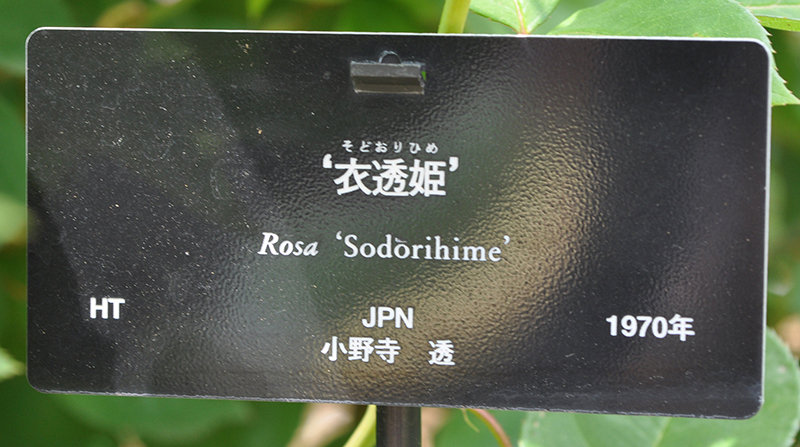 そどおりひめ
‘衣透姫’
Rosa ‘Sodōrihime’
HT
JPN
1970年
小野寺 透